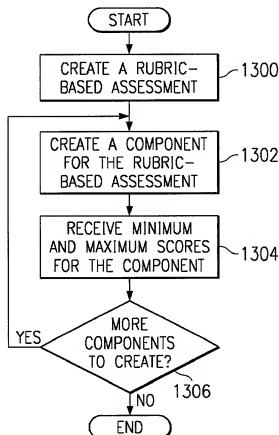 START
CREATE A RUBRIC-
BASED ASSESSMENT
1300
CREATE A COMPONENT
FOR THE RUBRIC-
BASED ASSESSMENT
1302
RECEIVE MINIMUM
AND MAXIMUM SCORES
FOR THE COMPONENT
1304
YES
MORE
COMPONENTS
TO CREATE?
1306
NO
END